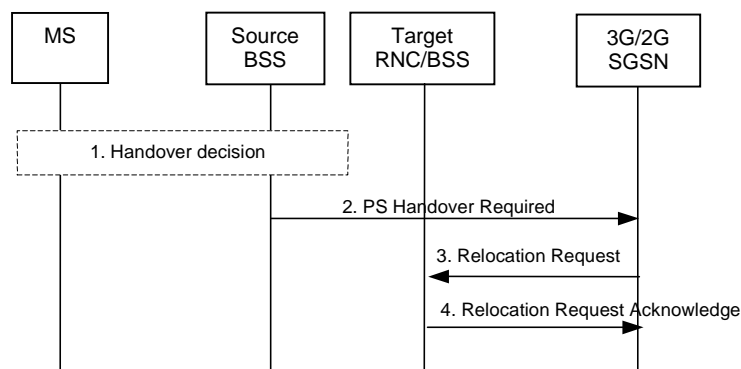 MS
Source
BSS
Target
RNC/BSS
3G/2G
SGSN
1. Handover decision
2. PS Handover Required
3. Relocation Request
4. Relocation Request Acknowledge